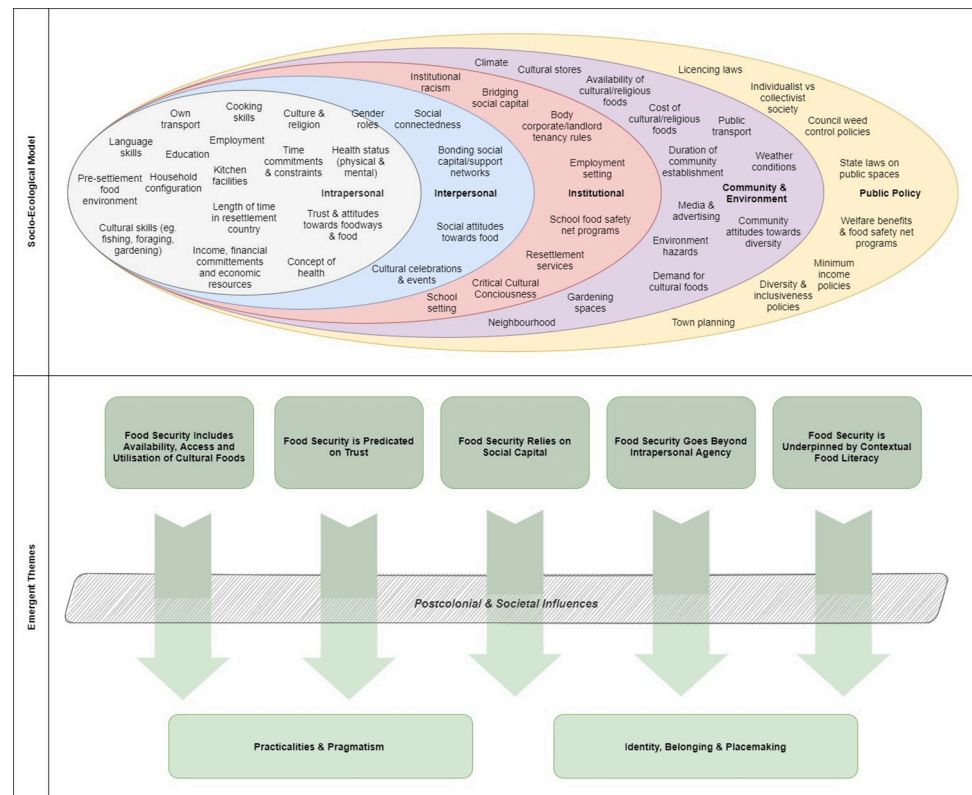 Socio-Ecological Model
Climate
Cultural stores
Licencing laws
Institutional
racism
Bridging
social capital
Availability of
cultural/religious
foods
Individualist vs
collectivist
society
Own
transport
Cooking
skills
Culture &
religion
Gender
roles
Social
connectedness
Body
corporate/landlord
tenancy rules
Cost of
cultural/religious
foods
Public
transport
Council weed
control policies
Language
skills
Employment
Education
Time
commitments
& constraints
Health status
(physical &
mental)
Bonding social
capital/support
networks
Employment
setting
Duration of
community
establishment
Weather
conditions
State laws on
public spaces
Pre-settlement
food
environment
Household
configuration
Kitchen
facilities
Intrapersonal
Interpersonal
Institutional
Community &
Environment
Public Policy
Length of time
in resettlement
country
Trust & attitudes
towards foodways
& food
Social attitudes
towards food
School food safety
net programs
Media &
advertising
Community
attitudes towards
diversity
Welfare benefits
& food safety net
programs
Cultural skills (eg.
fishing, foraging,
gardening)
Income, financial
committements
and economic
resources
Concept of
health
Cultural celebrations
& events
Resettlement
services
Environment
hazards
Minimum
income
policies
School
setting
Critical Cultural
Conciousness
Gardening
spaces
Demand for
cultural foods
Diversity &
inclusiveness
policies
Neighbourhood
Town planning
Emergent Themes
Food Security Includes
Availability, Access and
Utilisation of Cultural Foods
Food Security is Predicated
on Trust
Food Security Relies on
Social Capital
Food Security Goes Beyond
Intrapersonal Agency
Food Security is
Underpinned by Contextual
Food Literacy
Postcolonial & Societal Influences
Practicalities & Pragmatism
Identity, Belonging & Placemaking